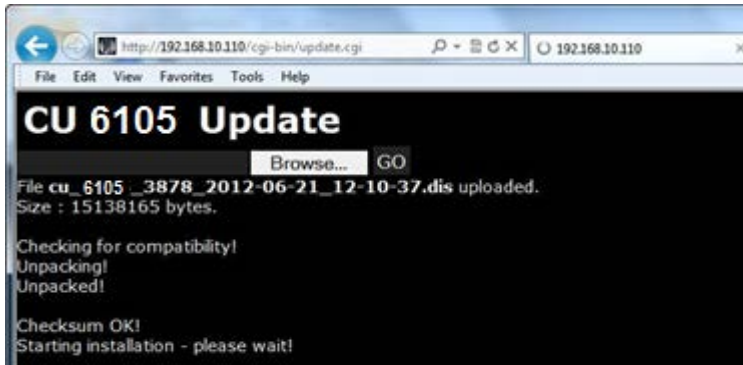 http://192.168.10.110/cgi-bin/update.cgi
192.168.10.110
File Edit View Favorites Tools Help
CU 6105 Update
Browse... GO
File cu_6105_3878_2012-06-21_12-10-37.dis uploaded.
Size : 15138165 bytes.
Checking for compatibility!
Unpacking!
Unpacked!
Checksum OK!
Starting installation - please wait!